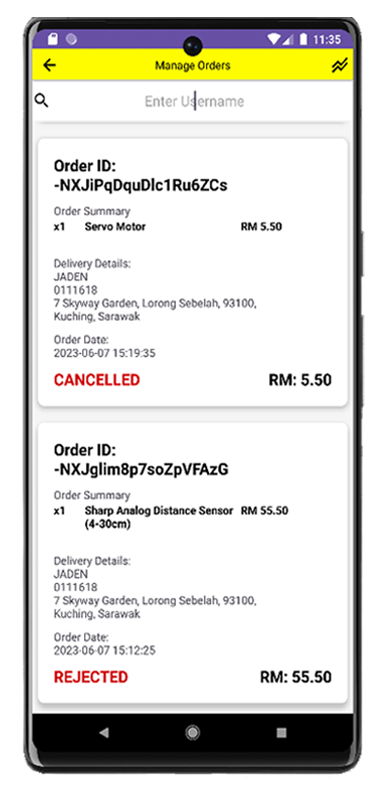 11:35
Manage Orders
Enter Username
Order ID:
-NXJiPqDquDlc1Ru6ZCs
Order Summary
x1 Servo Motor RM 5.50
Delivery Details:
JADEN
0111618
7 Skyway Garden, Lorong Sebelah, 93100,
Kuching, Sarawak
Order Date:
2023-06-07 15:19:35
CANCELLED RM: 5.50
Order ID:
-NXJglim8p7soZpVFAzG
Order Summary
x1 Sharp Analog Distance Sensor RM 55.50
(4-30cm)
Delivery Details:
JADEN
0111618
7 Skyway Garden, Lorong Sebelah, 93100,
Kuching, Sarawak
Order Date:
2023-06-07 15:12:25
REJECTED RM: 55.50